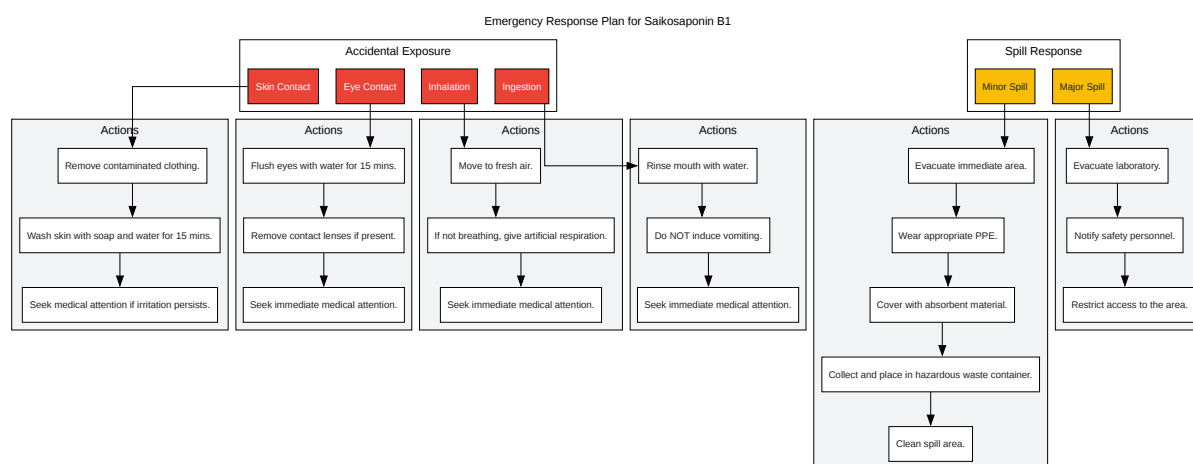 Emergency Response Plan for Saikosaponin B1
Accidental Exposure
Skin Contact
Eye Contact
Inhalation
Ingestion
Spill Response
Minor Spill
Major Spill
Actions
Remove contaminated clothing.
Wash skin with soap and water for 15 mins.
Seek medical attention if irritation persists.
Actions
Flush eyes with water for 15 mins.
Remove contact lenses if present.
Seek immediate medical attention.
Actions
Move to fresh air.
If not breathing, give artificial respiration.
Seek immediate medical attention.
Actions
Rinse mouth with water.
Do NOT induce vomiting.
Seek immediate medical attention.
Actions
Evacuate immediate area.
Wear appropriate PPE.
Cover with absorbent material.
Collect and place in hazardous waste container.
Clean spill area.
Actions
Evacuate laboratory.
Notify safety personnel.
Restrict access to the area.